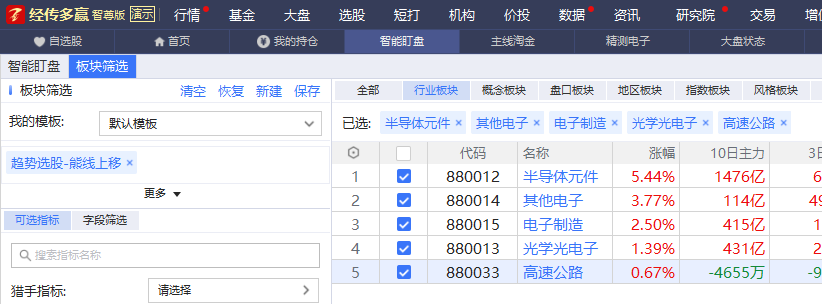 经传多赢 智尊版 演示 行情 基金 大盘 选股 短打 机构 价投 数据 资讯 研究院 交易 增值
自选股 首页 我的持仓 智能盯盘 主线淘金 精测电子 大盘状态
智能盯盘 板块筛选
板块筛选 清空 恢复 新建 保存
我的模板: 默认模板
趋势选股-能线上移 ×
更多
可选指标 字段筛选
搜索指标名称
猎手指标: 请选择
全部 行业板块 概念板块 盘口板块 地区板块 指数板块 风格板块
已选: 半导体元件 × 其他电子 × 电子制造 × 光学光电子 × 高速公路 ×
代码 名称 涨幅 10日主力 3日
1 880012 半导体元件 5.44% 1476亿 6
2 880014 其他电子 3.77% 114亿 49
3 880015 电子制造 2.50% 415亿 1
4 880013 光学光电子 1.39% 431亿 2
5 880033 高速公路 0.67% -4655万 -9